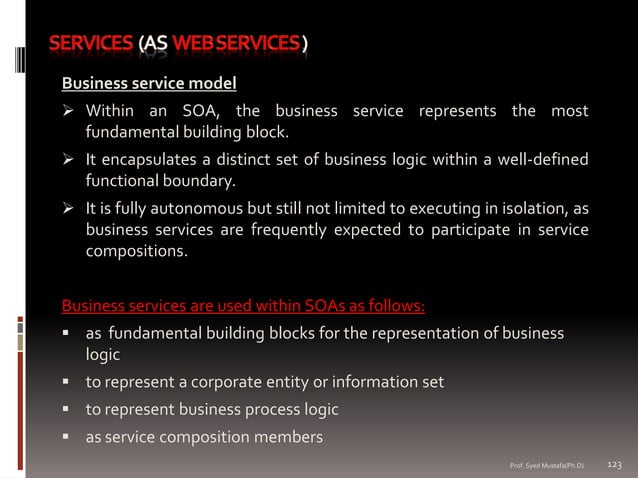 SERVICES (AS WEB SERVICES)
Business service model
➢ Within an SOA, the business service represents the most
fundamental building block.
➢ It encapsulates a distinct set of business logic within a well-defined
functional boundary.
➢ It is fully autonomous but still not limited to executing in isolation, as
business services are frequently expected to participate in service
compositions.
Business services are used within SOAs as follows:
▪ as fundamental building blocks for the representation of business
logic
▪ to represent a corporate entity or information set
▪ to represent business process logic
▪ as service composition members
Prof. Syed Mustafa(Ph.D) 123